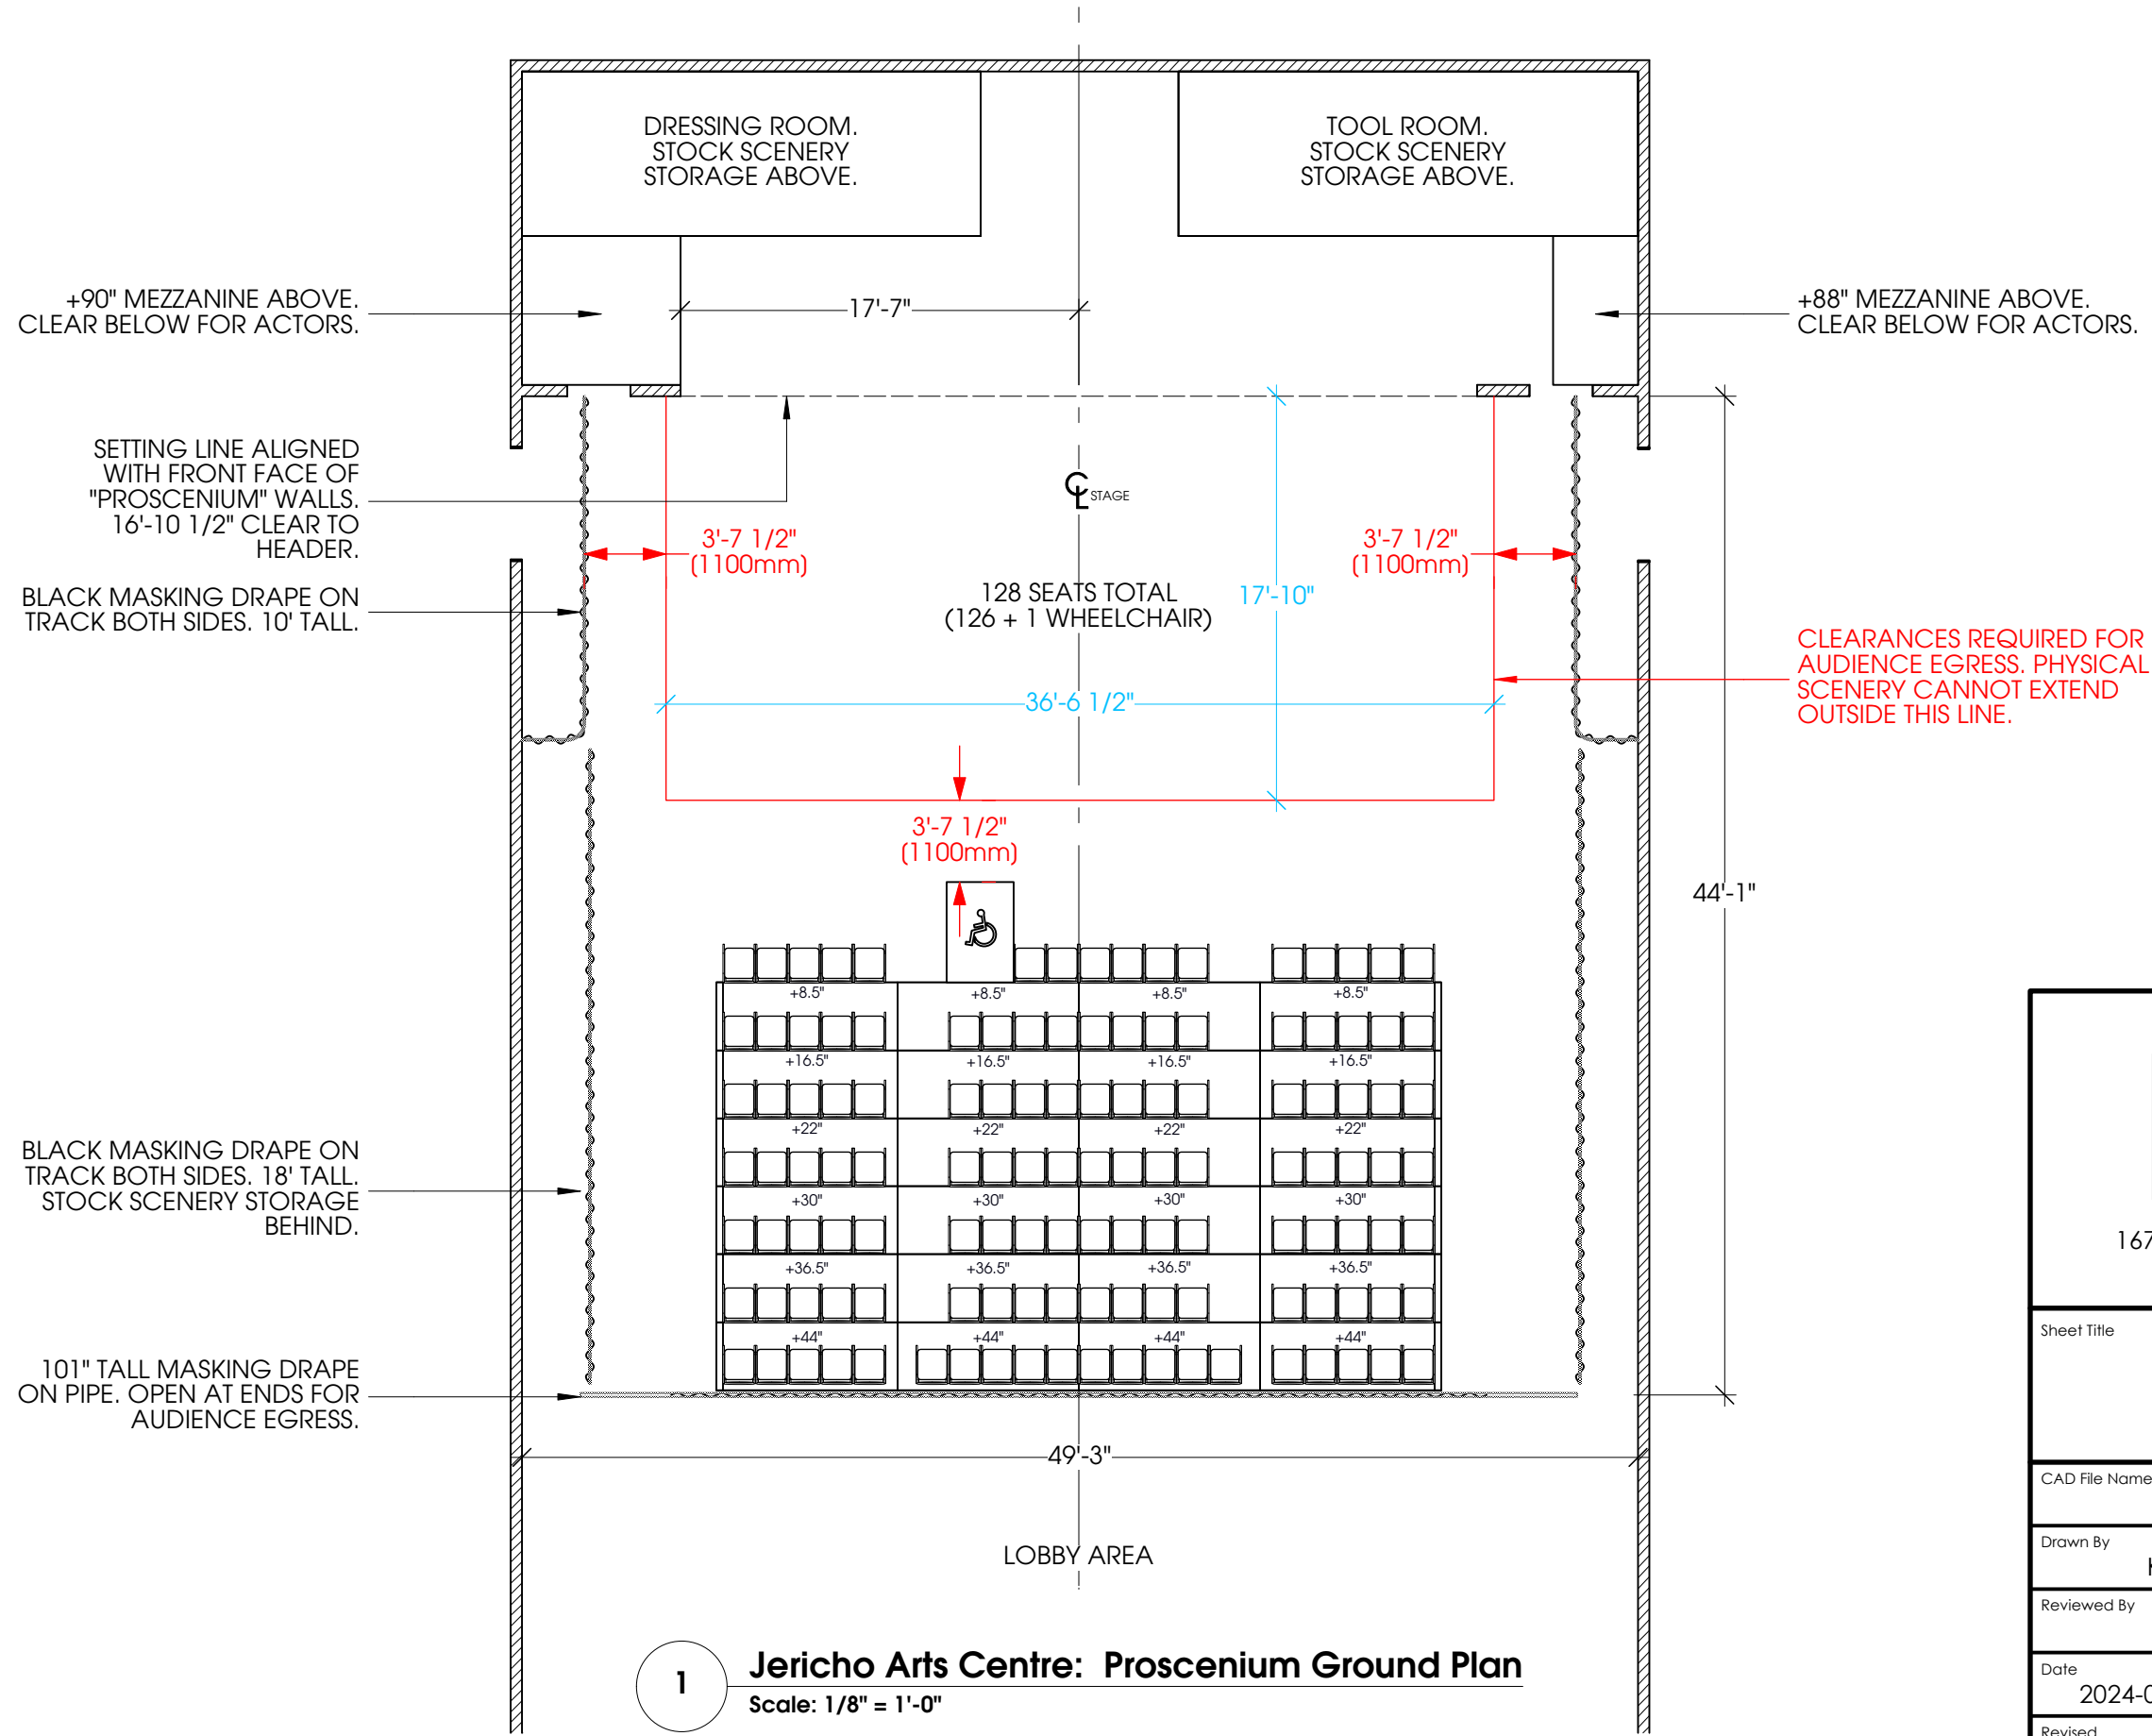 DRESSING ROOM.
STOCK SCENERY
STORAGE ABOVE.
TOOL ROOM.
STOCK SCENERY
STORAGE ABOVE.
+90" MEZZANINE ABOVE.
CLEAR BELOW FOR ACTORS.
17'-7"
+88" MEZZANINE ABOVE.
CLEAR BELOW FOR ACTORS.
SETTING LINE ALIGNED
WITH FRONT FACE OF
"PROSCENIUM" WALLS.
16'-10 1/2" CLEAR TO
HEADER.
CL STAGE
3'-7 1/2"
(1100mm)
3'-7 1/2"
(1100mm)
BLACK MASKING DRAPE ON
TRACK BOTH SIDES. 10' TALL.
128 SEATS TOTAL
(126 + 1 WHEELCHAIR)
17'-10"
CLEARANCES REQUIRED FOR
AUDIENCE EGRESS. PHYSICAL
SCENERY CANNOT EXTEND
OUTSIDE THIS LINE.
36'-6 1/2"
3'-7 1/2"
(1100mm)
44'-1"
+8.5" +8.5" +8.5" +8.5"
+16.5" +16.5" +16.5" +16.5"
+22" +22" +22" +22"
+30" +30" +30" +30"
+36.5" +36.5" +36.5" +36.5"
+44" +44" +44" +44"
BLACK MASKING DRAPE ON
TRACK BOTH SIDES. 18' TALL.
STOCK SCENERY STORAGE
BEHIND.
101" TALL MASKING DRAPE
ON PIPE. OPEN AT ENDS FOR
AUDIENCE EGRESS.
49'-3"
LOBBY AREA
1
Jericho Arts Centre: Proscenium Ground Plan
Scale: 1/8" = 1'-0"
167
Sheet Title
CAD File Name
Drawn By
Reviewed By
Date
2024-0
Revised